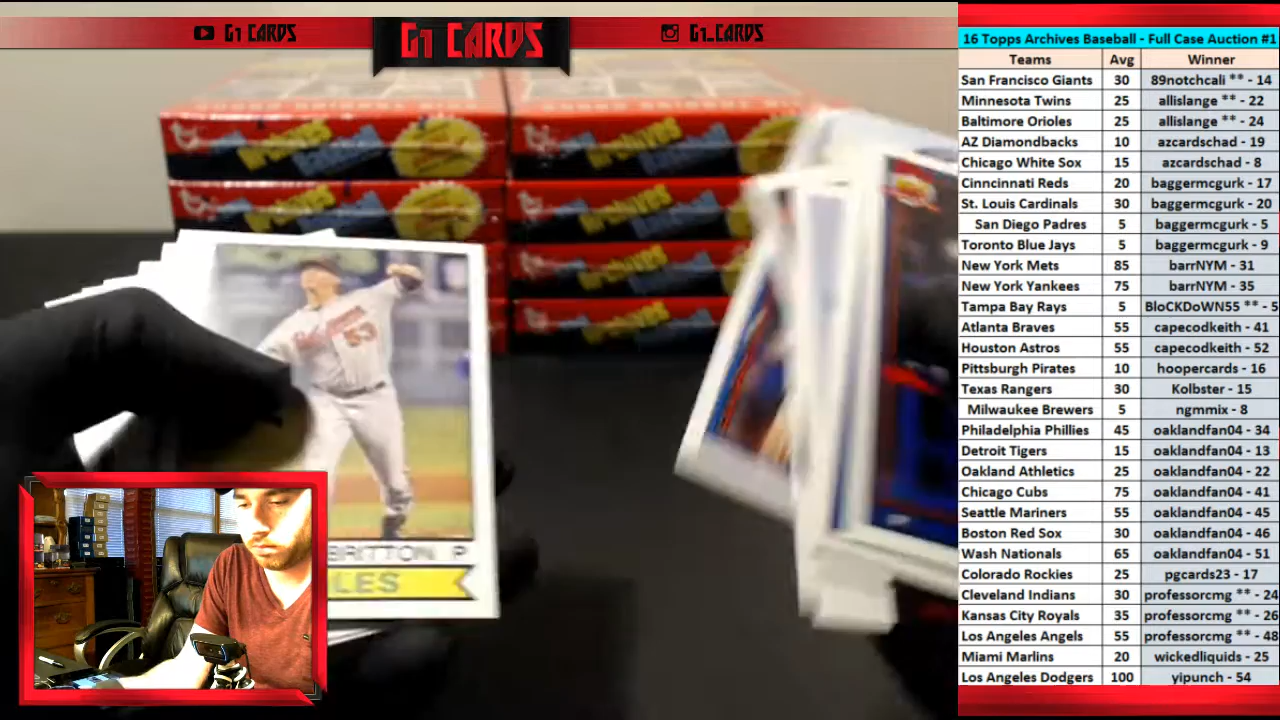 G1 CARDS
G1 CARDS
G1_CARDS
Archives
Archives
Archives
Archives
53
BRITTON P
LES
16 Topps Archives Baseball - Full Case Auction #1
Teams Avg Winner
San Francisco Giants 30 89notchcali ** - 14
Minnesota Twins 25 allislange ** - 22
Baltimore Orioles 25 allislange ** - 24
AZ Diamondbacks 10 azcardschad - 19
Chicago White Sox 15 azcardschad - 8
Cinncinnati Reds 20 baggermcgurk - 17
St. Louis Cardinals 30 baggermcgurk - 20
San Diego Padres 5 baggermcgurk - 5
Toronto Blue Jays 5 baggermcgurk - 9
New York Mets 85 barrNYM - 31
New York Yankees 75 barrNYM - 35
Tampa Bay Rays 5 BloCKDoWN55 ** - 5
Atlanta Braves 55 capecodkeith - 41
Houston Astros 55 capecodkeith - 52
Pittsburgh Pirates 10 hoopercards - 16
Texas Rangers 30 Kolbster - 15
Milwaukee Brewers 5 ngmmix - 8
Philadelphia Phillies 45 oaklandfan04 - 34
Detroit Tigers 15 oaklandfan04 - 13
Oakland Athletics 25 oaklandfan04 - 22
Chicago Cubs 75 oaklandfan04 - 41
Seattle Mariners 55 oaklandfan04 - 45
Boston Red Sox 30 oaklandfan04 - 46
Wash Nationals 65 oaklandfan04 - 51
Colorado Rockies 25 pgcards23 - 17
Cleveland Indians 30 professorcmg ** - 24
Kansas City Royals 35 professorcmg ** - 26
Los Angeles Angels 55 professorcmg ** - 48
Miami Marlins 20 wickedliquids - 25
Los Angeles Dodgers 100 yipunch - 54